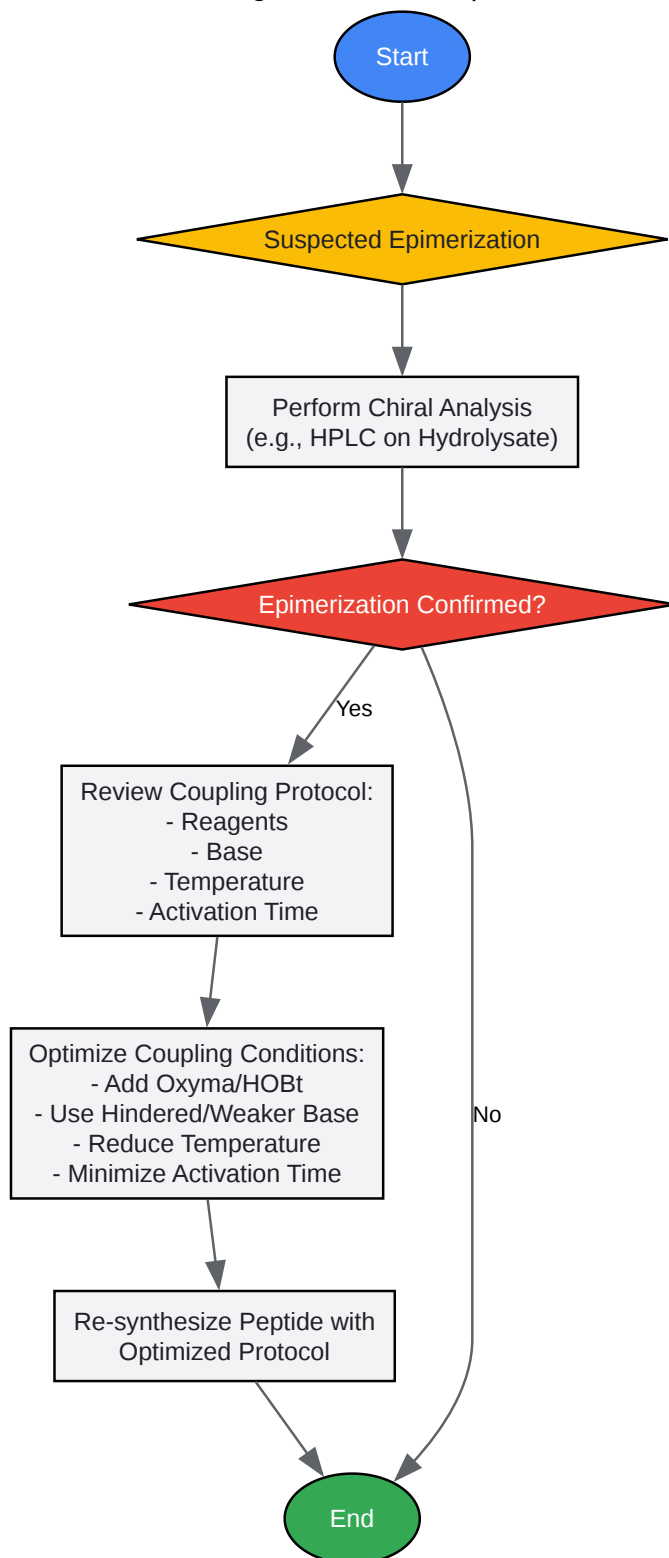 Start
Suspected Epimerization
Perform Chiral Analysis
(e.g., HPLC on Hydrolysate)
Epimerization Confirmed?
Yes
Review Coupling Protocol:
- Reagents
- Base
- Temperature
- Activation Time
Optimize Coupling Conditions:
- Add Oxyma/HOBt
- Use Hindered/Weaker Base
- Reduce Temperature
- Minimize Activation Time
No
Re-synthesize Peptide with
Optimized Protocol
End